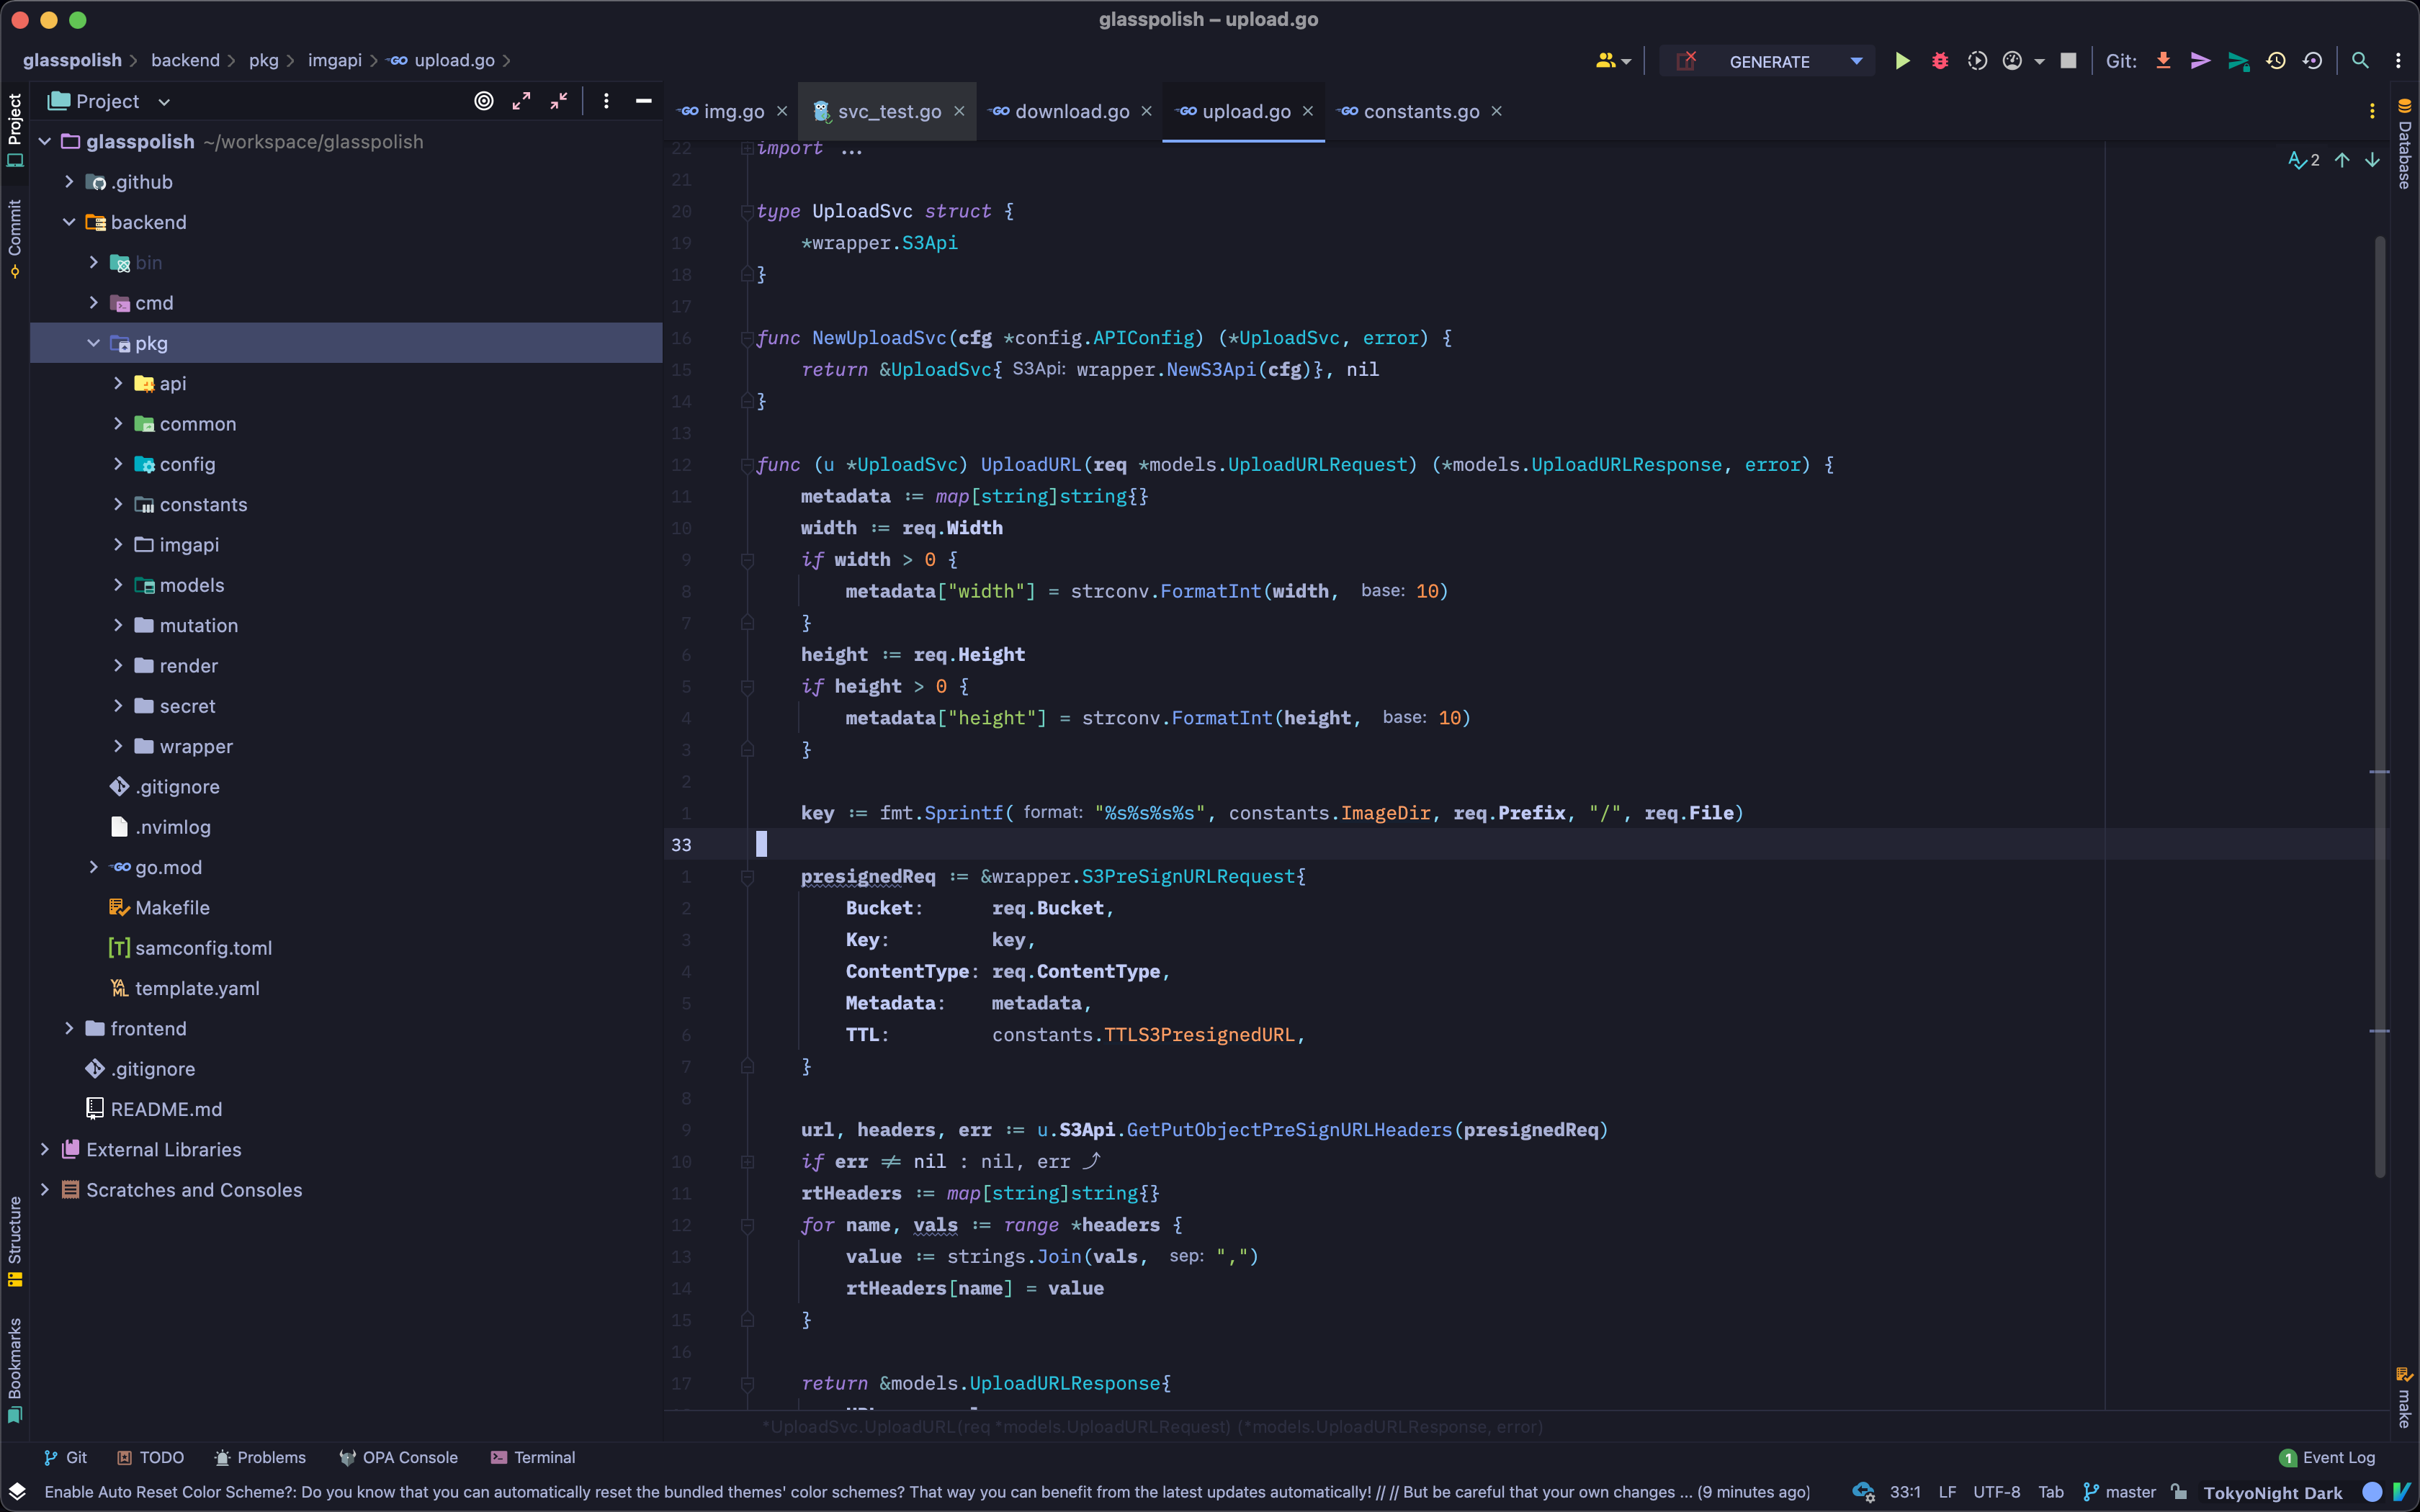 glasspolish – upload.go
glasspolish backend pkg imgapi upload.go
GENERATE
Git:
Project
Commit
Structure
Bookmarks
Project
glasspolish ~/workspace/glasspolish
.github
backend
bin
cmd
pkg
api
common
config
constants
imgapi
models
mutation
render
secret
wrapper
.gitignore
.nvimlog
go.mod
Makefile
samconfig.toml
template.yaml
frontend
.gitignore
README.md
External Libraries
Scratches and Consoles
img.go svc_test.go download.go upload.go constants.go
2
22 import ...
21
20 type UploadSvc struct {
19 *wrapper.S3Api
18 }
17
16 func NewUploadSvc(cfg *config.APIConfig) (*UploadSvc, error) {
15 return &UploadSvc{ S3Api: wrapper.NewS3Api(cfg)}, nil
14 }
13
12 func (u *UploadSvc) UploadURL(req *models.UploadURLRequest) (*models.UploadURLResponse, error) {
11 metadata := map[string]string{}
10 width := req.Width
9 if width > 0 {
8 metadata["width"] = strconv.FormatInt(width, base: 10)
7 }
6 height := req.Height
5 if height > 0 {
4 metadata["height"] = strconv.FormatInt(height, base: 10)
3 }
2
1 key := fmt.Sprintf( format: "%s%s%s%s", constants.ImageDir, req.Prefix, "/", req.File)
33
1 presignedReq := &wrapper.S3PreSignURLRequest{
2 Bucket: req.Bucket,
3 Key: key,
4 ContentType: req.ContentType,
5 Metadata: metadata,
6 TTL: constants.TTLS3PresignedURL,
7 }
8
9 url, headers, err := u.S3Api.GetPutObjectPreSignURLHeaders(presignedReq)
10 if err ≠ nil : nil, err ⤴
11 rtHeaders := map[string]string{}
12 for name, vals := range *headers {
13 value := strings.Join(vals, sep: ",")
14 rtHeaders[name] = value
15 }
16
17 return &models.UploadURLResponse{
*UploadSvc.UploadURL(req *models.UploadURLRequest) (*models.UploadURLResponse, error)
Database
make
Git TODO Problems OPA Console Terminal
1 Event Log
Enable Auto Reset Color Scheme?: Do you know that you can automatically reset the bundled themes' color schemes? That way you can benefit from the latest updates automatically! // // But be careful that your own changes ... (9 minutes ago)
33:1 LF UTF-8 Tab master TokyoNight Dark